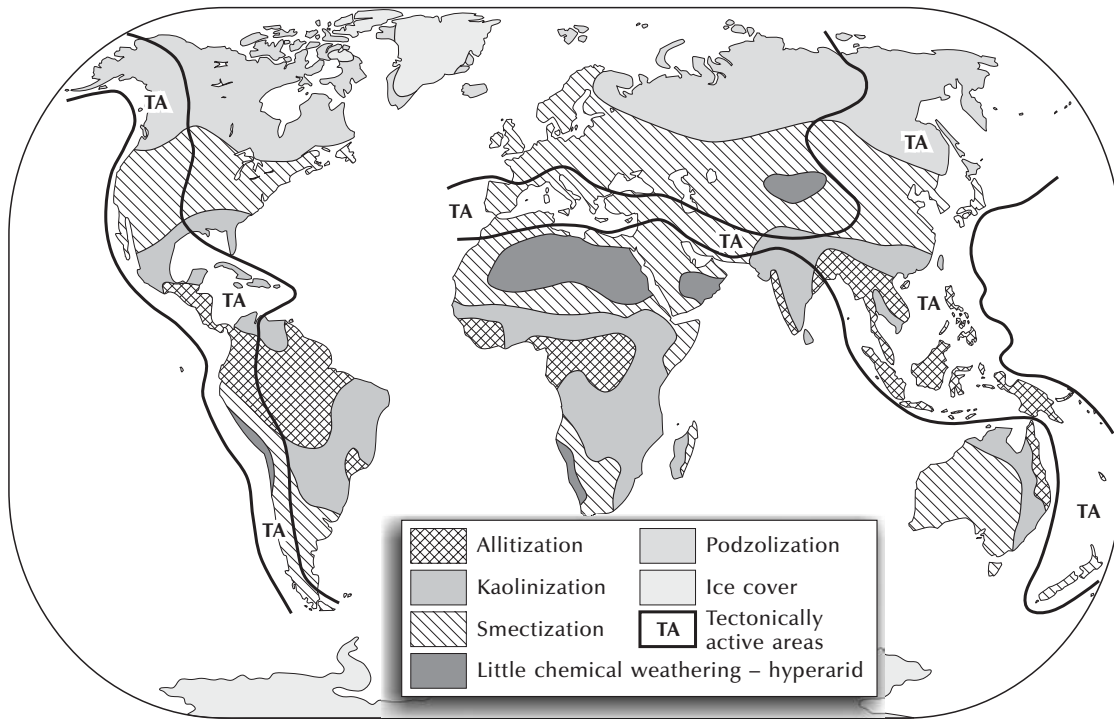 TA
TA
TA
TA
TA
TA
TA
TA
Allitization
Podzolization
Kaolinization
Ice cover
Smectization
TA
Tectonically
active areas
Little chemical weathering – hyperarid